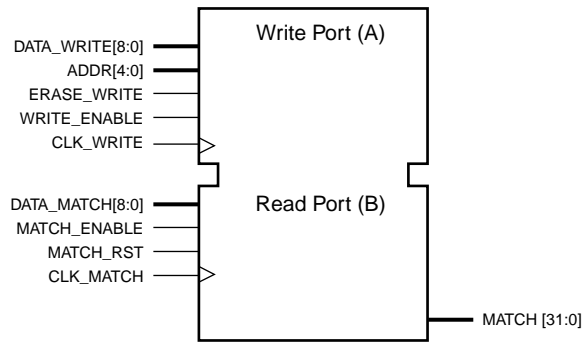 Write Port (A)
DATA_WRITE[8:0]
ADDR[4:0]
ERASE_WRITE
WRITE_ENABLE
CLK_WRITE
Read Port (B)
DATA_MATCH[8:0]
MATCH_ENABLE
MATCH_RST
CLK_MATCH
MATCH [31:0]